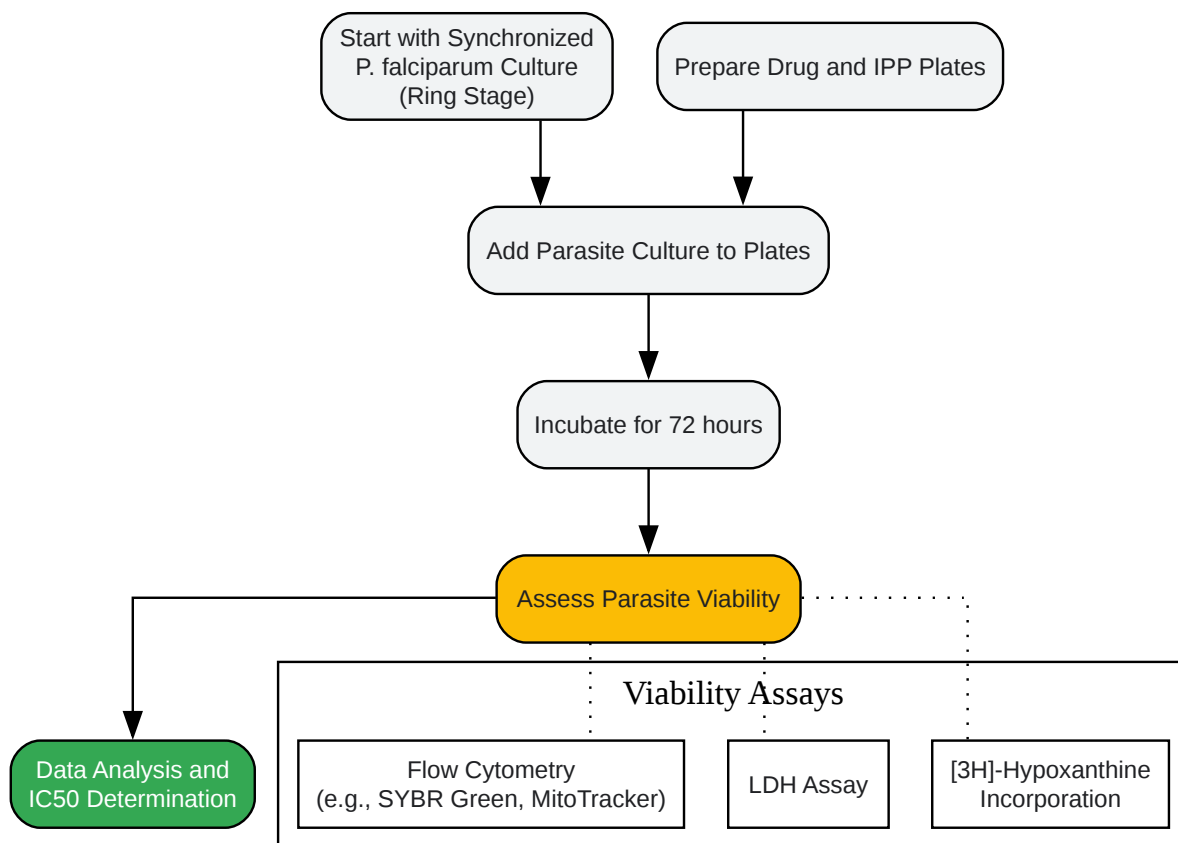 Start with Synchronized
P. falciparum Culture
(Ring Stage)
Prepare Drug and IPP Plates
Add Parasite Culture to Plates
Incubate for 72 hours
Assess Parasite Viability
Viability Assays
Data Analysis and
IC50 Determination
Flow Cytometry
(e.g., SYBR Green, MitoTracker)
LDH Assay
[3H]-Hypoxanthine
Incorporation